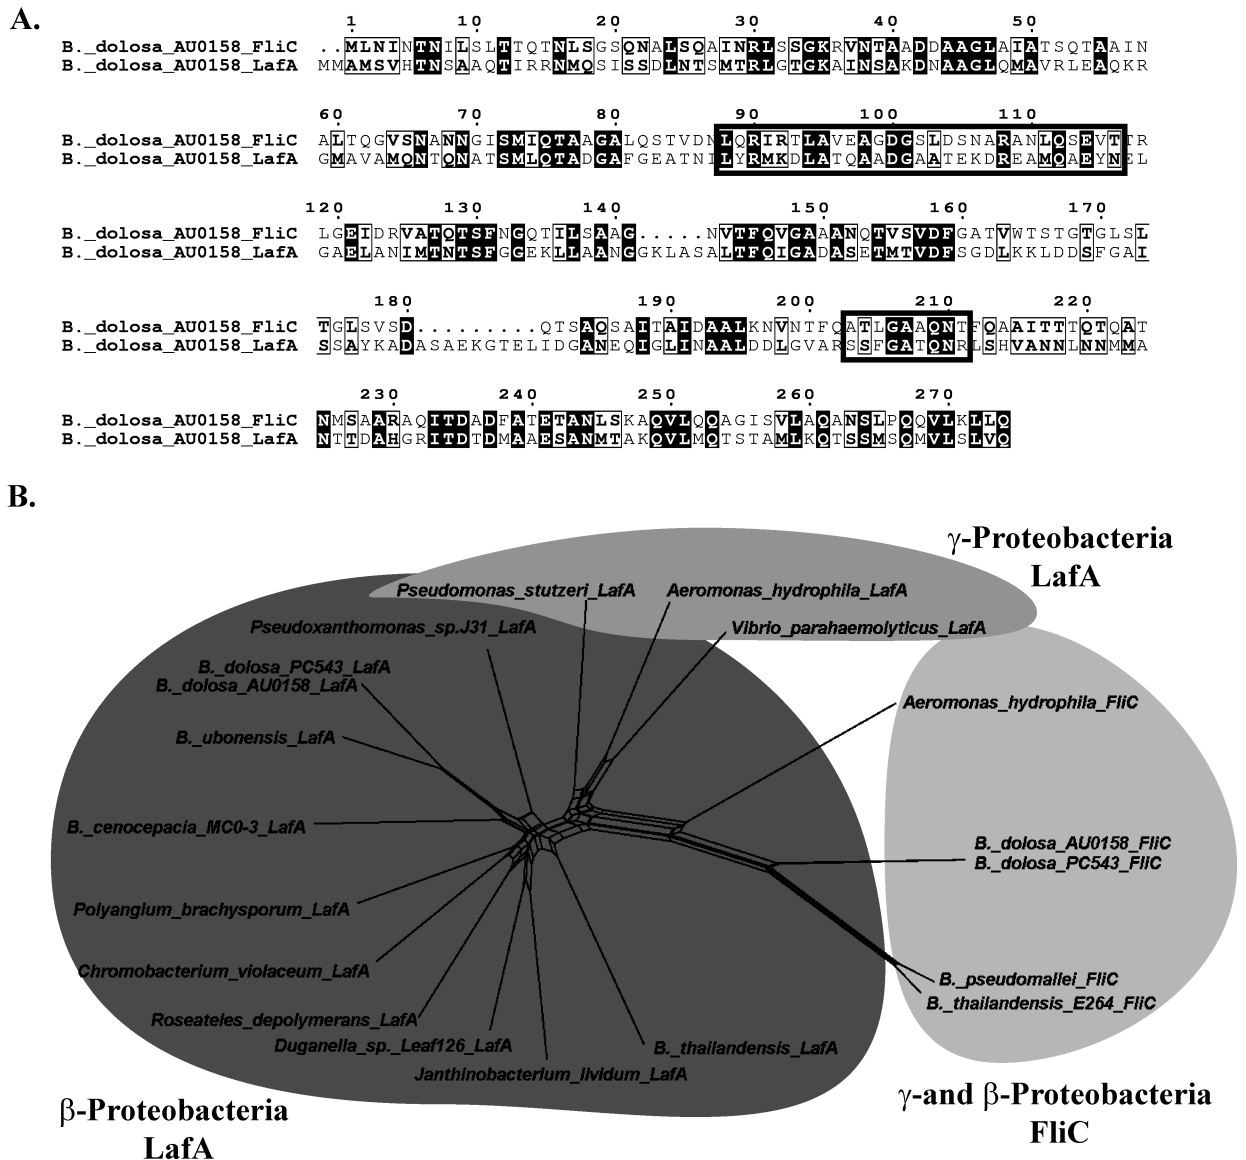 A.
1 10 20 30 40 50
B._dolosa_AU0158_FliC ..MLNINTNILSLTTQTNLSGSQNALSQAINRLSSGKRVNTAADDAAGLAIATSQTAAIN
B._dolosa_AU0158_LafA MMAMSVHTNSAAQTIRRNMQSISSDLNTSMTRLGTGKAINSAKDNAAGLQMAVRLEAQKR
60 70 80 90 100 110
B._dolosa_AU0158_FliC ALTQGVSNANNGISMIQTAAGALQSTVDNLQRIRTLAVEAGDGSLDSNARANLQSEVTTR
B._dolosa_AU0158_LafA GMAVAMQNTQNATSMLQTADGAFGEATNILYRMKDLATQAADGAATEKDREAMQAEYNEL
120 130 140 150 160 170
B._dolosa_AU0158_FliC LGEIDRVATQTSFNGQTILSAAG.....NVTFQVGAAANQTVSVDFGATVWTSTGTGLSL
B._dolosa_AU0158_LafA GAELANIMTNTSFGGEKLLAANGGKLASALTFQIGADASETMTVDFSGDLKKLDDSFGAI
180 190 200 210 220
B._dolosa_AU0158_FliC TGLSVSD.........QTSAQSAITAIDAALKNVNTFQATLGAAQNTFQAAITTTQTQAT
B._dolosa_AU0158_LafA SSAYKADASAEKGTELIDGANEQIGLINAALDDLGVARSSFGATQNRLSHVANNLNNMMA
230 240 250 260 270
B._dolosa_AU0158_FliC NMSAARAQITDADFATETANLSKAQVLQQAGISVLAQANSLPQQVLKLLQ
B._dolosa_AU0158_LafA NTTDAHGRITDTDMAAESANMTAKQVLMQTSTAMLKQTSSMSQMVLSLVQ
B.
γ-Proteobacteria
LafA
Pseudomonas_stutzeri_LafA
Aeromonas_hydrophila_LafA
Pseudoxanthomonas_sp.J31_LafA
Vibrio_parahaemolyticus_LafA
B._dolosa_PC543_LafA
B._dolosa_AU0158_LafA
Aeromonas_hydrophila_FliC
B._ubonensis_LafA
B._cenocepacia_MC0-3_LafA
B._dolosa_AU0158_FliC
B._dolosa_PC543_FliC
Polyangium_brachysporum_LafA
Chromobacterium_violaceum_LafA
B._pseudomallei_FliC
B._thailandensis_E264_FliC
Roseateles_depolymerans_LafA
Duganella_sp._Leaf126_LafA
B._thailandensis_LafA
Janthinobacterium_lividum_LafA
β-Proteobacteria
LafA
γ-and β-Proteobacteria
FliC